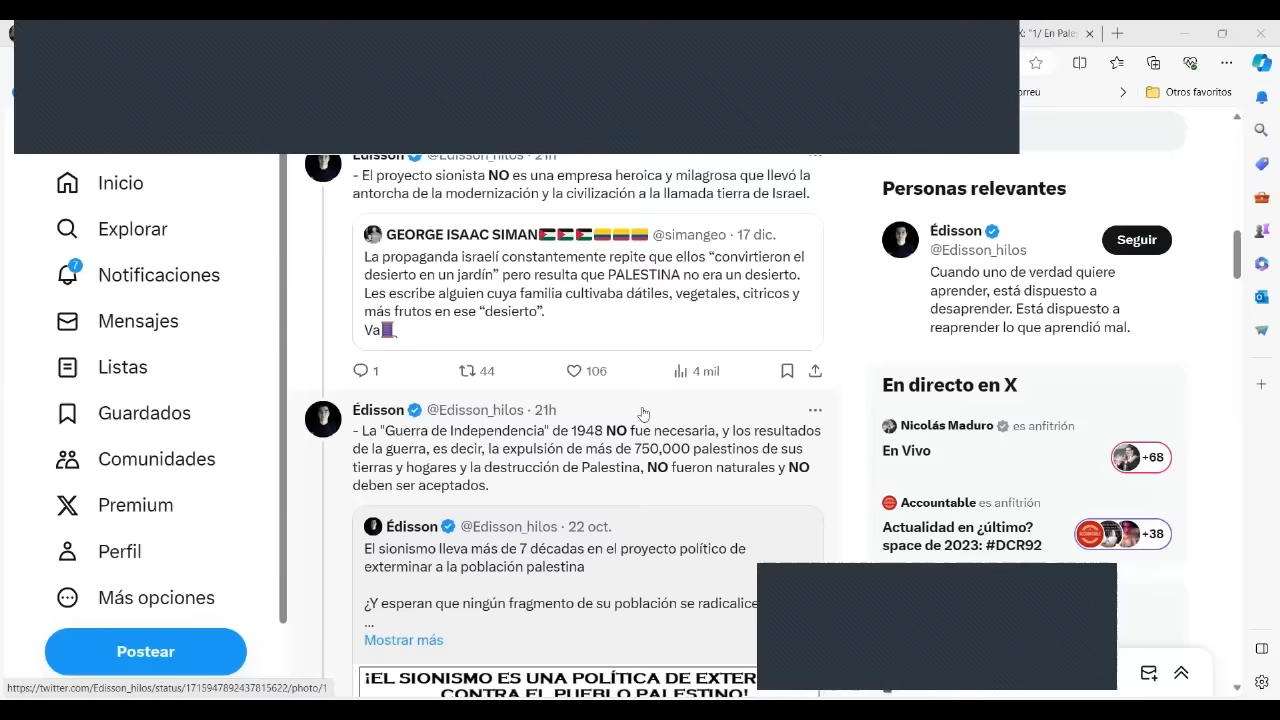 X: "1/ En Pale
orreu
Otros favoritos
Inicio
Explorar
7
Notificaciones
Mensajes
Listas
Guardados
Comunidades
Premium
Perfil
Más opciones
Postear
https://twitter.com/Edisson_hilos/status/1715947892437815622/photo/1
Édisson @Edisson_hilos · 21h
- El proyecto sionista NO es una empresa heroica y milagrosa que llevó la
antorcha de la modernización y la civilización a la llamada tierra de Israel.
GEORGE ISAAC SIMAN🇵🇸🇵🇸🇵🇸🇨🇴🇨🇴🇨🇴 @simangeo · 17 dic.
La propaganda israelí constantemente repite que ellos “convirtieron el
desierto en un jardín” pero resulta que PALESTINA no era un desierto.
Les escribe alguien cuya familia cultivaba dátiles, vegetales, citricos y
más frutos en ese “desierto”.
Va🧵
1 44 106 4 mil
Édisson @Edisson_hilos · 21h
- La "Guerra de Independencia" de 1948 NO fue necesaria, y los resultados
de la guerra, es decir, la expulsión de más de 750,000 palestinos de sus
tierras y hogares y la destrucción de Palestina, NO fueron naturales y NO
deben ser aceptados.
Édisson @Edisson_hilos · 22 oct.
El sionismo lleva más de 7 décadas en el proyecto político de
exterminar a la población palestina
¿Y esperan que ningún fragmento de su población se radicalice
...
Mostrar más
¡EL SIONISMO ES UNA POLÍTICA DE EXTER
CONTRA EL PUEBLO PALESTINO!
Personas relevantes
Édisson
@Edisson_hilos
Seguir
Cuando uno de verdad quiere
aprender, está dispuesto a
desaprender. Está dispuesto a
reaprender lo que aprendió mal.
En directo en X
Nicolás Maduro es anfitrión
En Vivo
+68
Accountable es anfitrión
Actualidad en ¿último?
space de 2023: #DCR92
+38